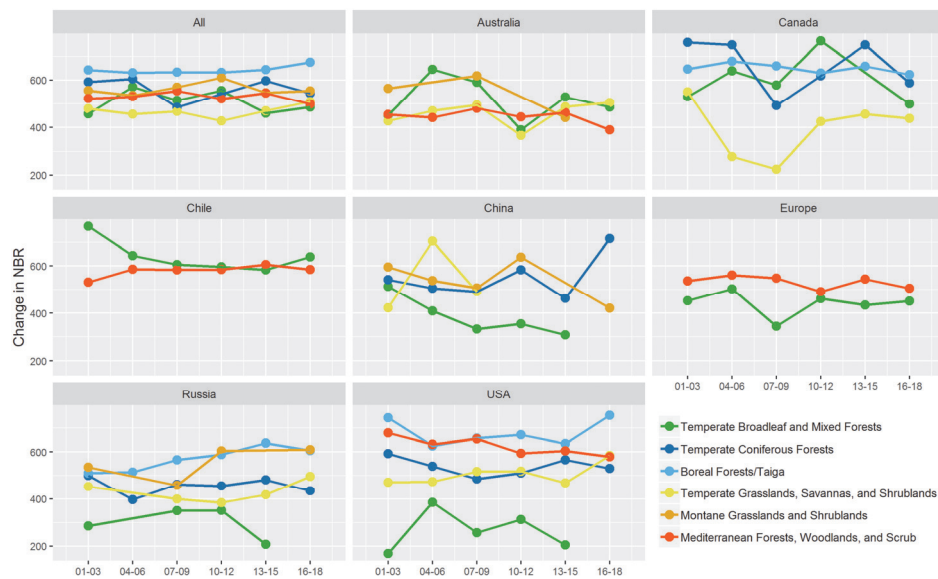 All
Australia
Canada
600
400
200
Chile
China
Europe
Change in NBR
600
400
200
01-03 04-06 07-09 10-12 13-15 16-18
Russia
USA
600
400
200
01-03 04-06 07-09 10-12 13-15 16-18
01-03 04-06 07-09 10-12 13-15 16-18
Temperate Broadleaf and Mixed Forests
Temperate Coniferous Forests
Boreal Forests/Taiga
Temperate Grasslands, Savannas, and Shrublands
Montane Grasslands and Shrublands
Mediterranean Forests, Woodlands, and Scrub